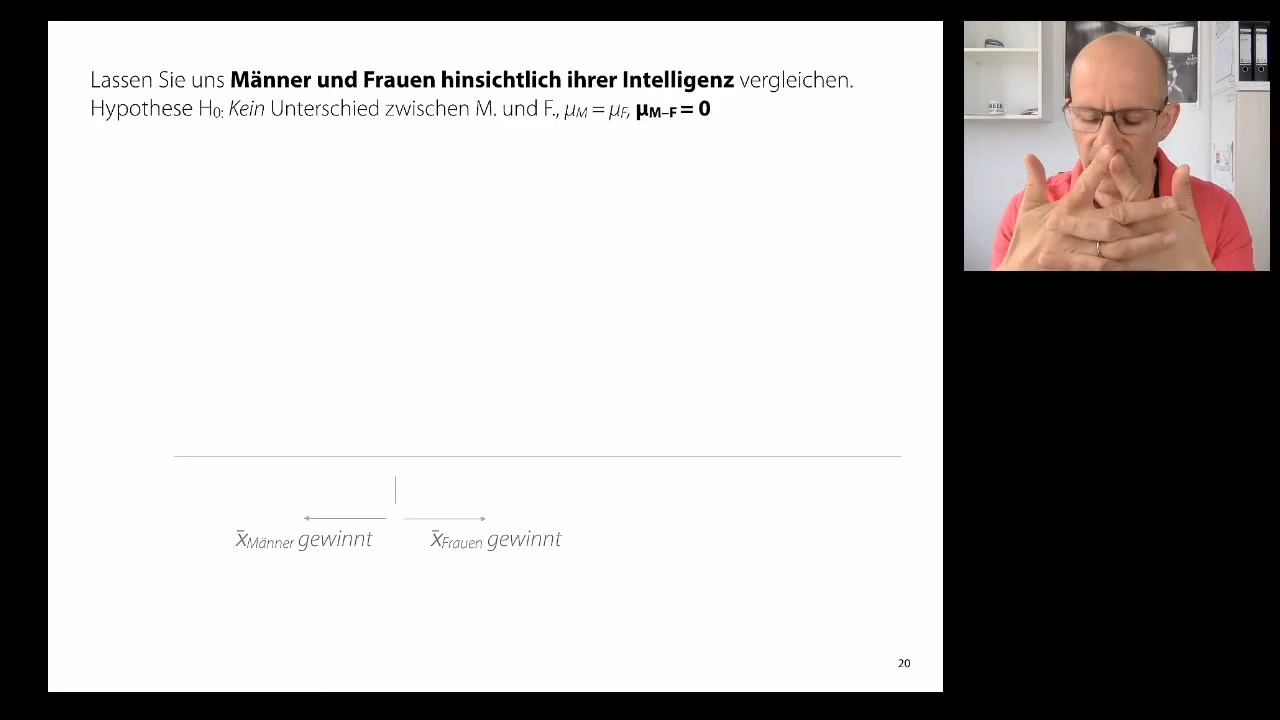 Lassen Sie uns Männer und Frauen hinsichtlich ihrer Intelligenz vergleichen.
Hypothese H0: Kein Unterschied zwischen M. und F., μM = μF, μM–F = 0
x̄Männer gewinnt
x̄Frauen gewinnt
20